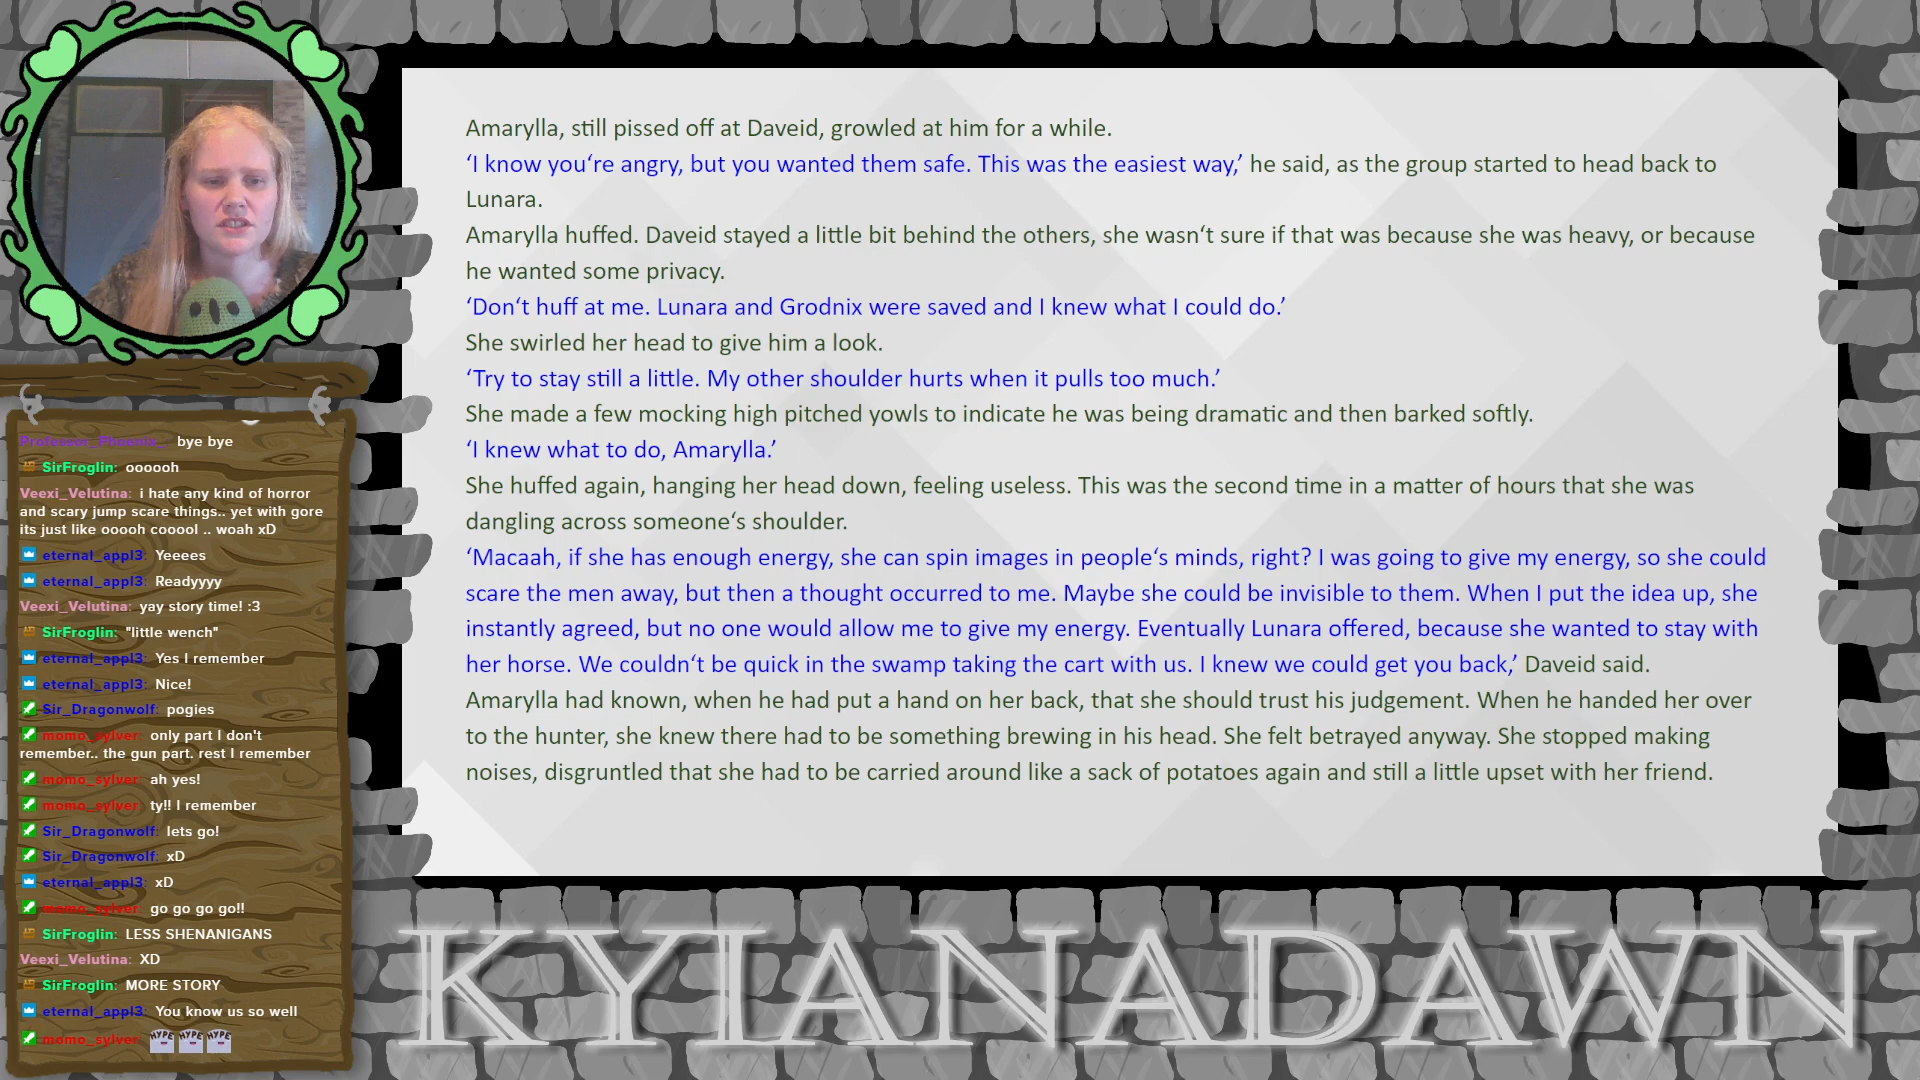 Amarylla, still pissed off at Daveid, growled at him for a while.
‘I know you‘re angry, but you wanted them safe. This was the easiest way,’ he said, as the group started to head back to
Lunara.
Amarylla huffed. Daveid stayed a little bit behind the others, she wasn‘t sure if that was because she was heavy, or because
he wanted some privacy.
‘Don‘t huff at me. Lunara and Grodnix were saved and I knew what I could do.’
She swirled her head to give him a look.
‘Try to stay still a little. My other shoulder hurts when it pulls too much.’
She made a few mocking high pitched yowls to indicate he was being dramatic and then barked softly.
‘I knew what to do, Amarylla.’
She huffed again, hanging her head down, feeling useless. This was the second time in a matter of hours that she was
dangling across someone‘s shoulder.
‘Macaah, if she has enough energy, she can spin images in people‘s minds, right? I was going to give my energy, so she could
scare the men away, but then a thought occurred to me. Maybe she could be invisible to them. When I put the idea up, she
instantly agreed, but no one would allow me to give my energy. Eventually Lunara offered, because she wanted to stay with
her horse. We couldn‘t be quick in the swamp taking the cart with us. I knew we could get you back,’ Daveid said.
Amarylla had known, when he had put a hand on her back, that she should trust his judgement. When he handed her over
to the hunter, she knew there had to be something brewing in his head. She felt betrayed anyway. She stopped making
noises, disgruntled that she had to be carried around like a sack of potatoes again and still a little upset with her friend.
Professor_Phoenix_: bye bye
SirFroglin: oooooh
Veexi_Velutina: i hate any kind of horror
and scary jump scare things.. yet with gore
its just like ooooh cooool .. woah xD
eternal_appl3: Yeeees
eternal_appl3: Readyyyy
Veexi_Velutina: yay story time! :3
SirFroglin: "little wench"
eternal_appl3: Yes I remember
eternal_appl3: Nice!
Sir_Dragonwolf: pogies
momo_sylver: only part I don't
remember.. the gun part. rest I remember
momo_sylver: ah yes!
momo_sylver: ty!! I remember
Sir_Dragonwolf: lets go!
Sir_Dragonwolf: xD
eternal_appl3: xD
momo_sylver: go go go go!!
SirFroglin: LESS SHENANIGANS
Veexi_Velutina: XD
SirFroglin: MORE STORY
eternal_appl3: You know us so well
momo_sylver: HYPE HYPE HYPE
KYIANADAWN